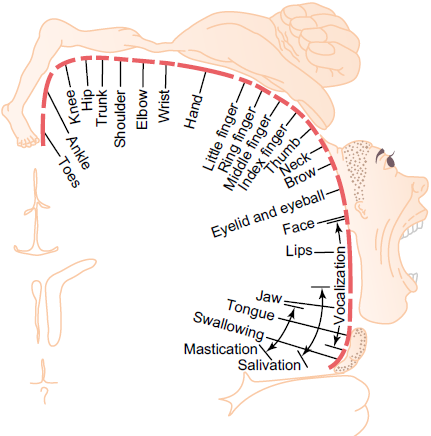 Toes
Ankle
Knee
Hip
Trunk
Shoulder
Elbow
Wrist
Hand
Little finger
Ring finger
Middle finger
Index finger
Thumb
Neck
Brow
Eyelid and eyeball
Face
Lips
Vocalization
Jaw
Tongue
Swallowing
Mastication
Salivation
?